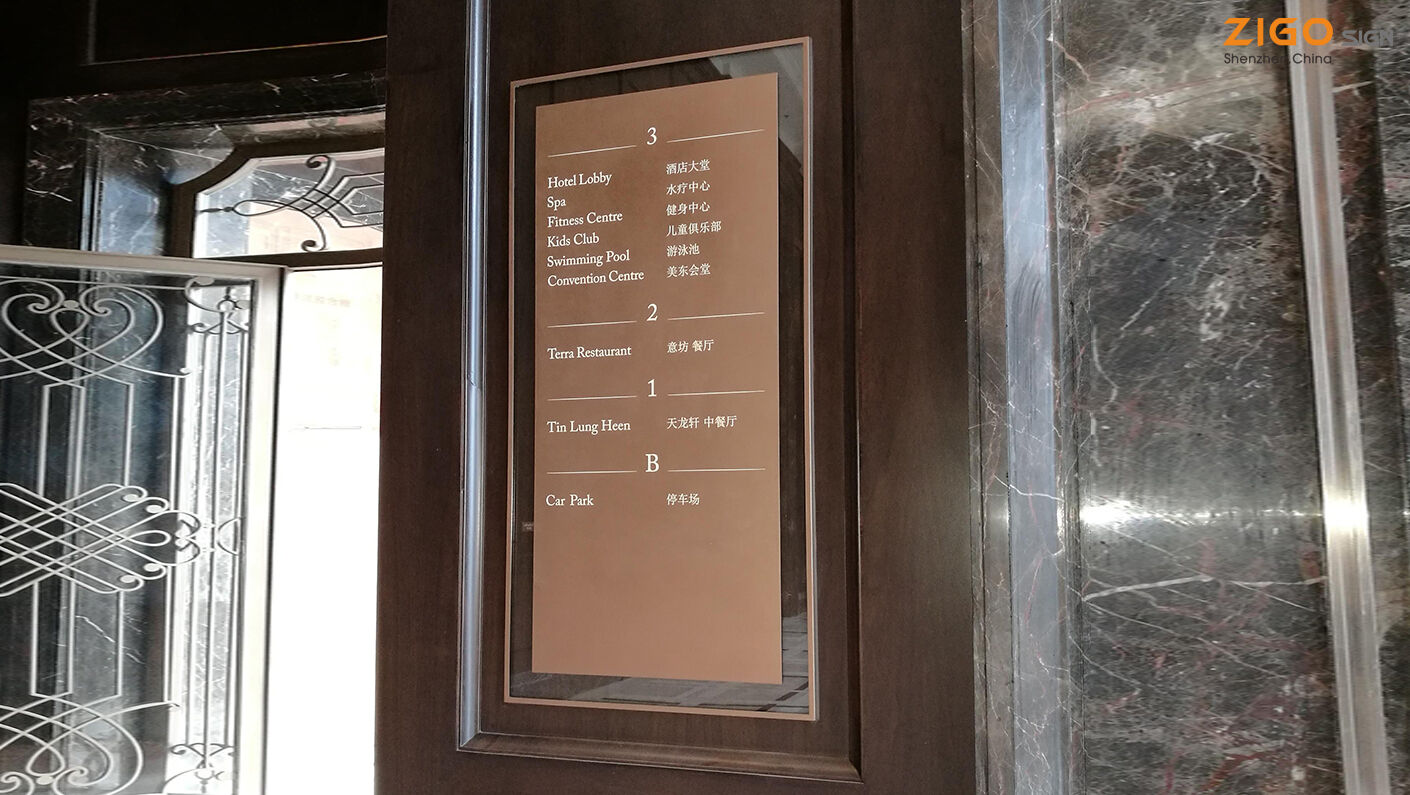 ZIGO SIGN
Shenzhen,China
3
Hotel Lobby 酒店大堂
Spa 水疗中心
Fitness Centre 健身中心
Kids Club 儿童俱乐部
Swimming Pool 游泳池
Convention Centre 美东会堂
2
Terra Restaurant 意坊 餐厅
1
Tin Lung Heen 天龙轩 中餐厅
B
Car Park 停车场